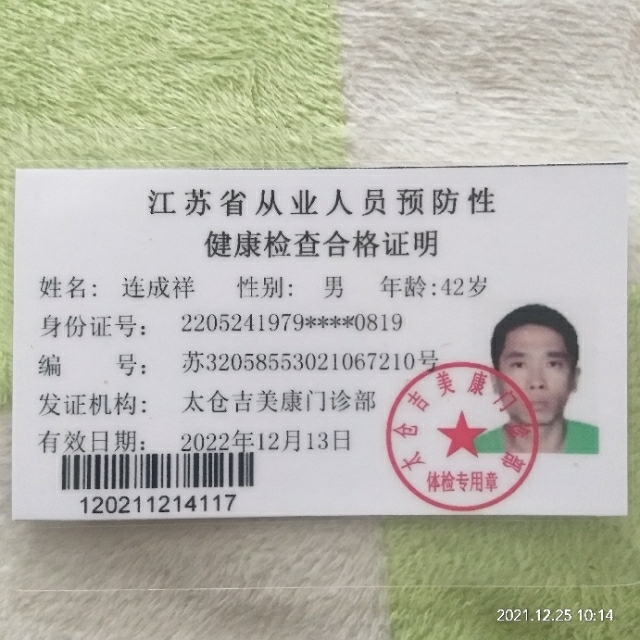 江苏省从业人员预防性
健康检查合格证明
姓名: 连成祥 性别: 男 年龄:42岁
身份证号: 2205241979****0819
编 号: 苏32058553021067210号
发证机构: 太仓吉美康门诊部
有效日期: 2022年12月13日
120211214117
太仓吉美康门诊部
体检专用章
2021.12.25 10:14